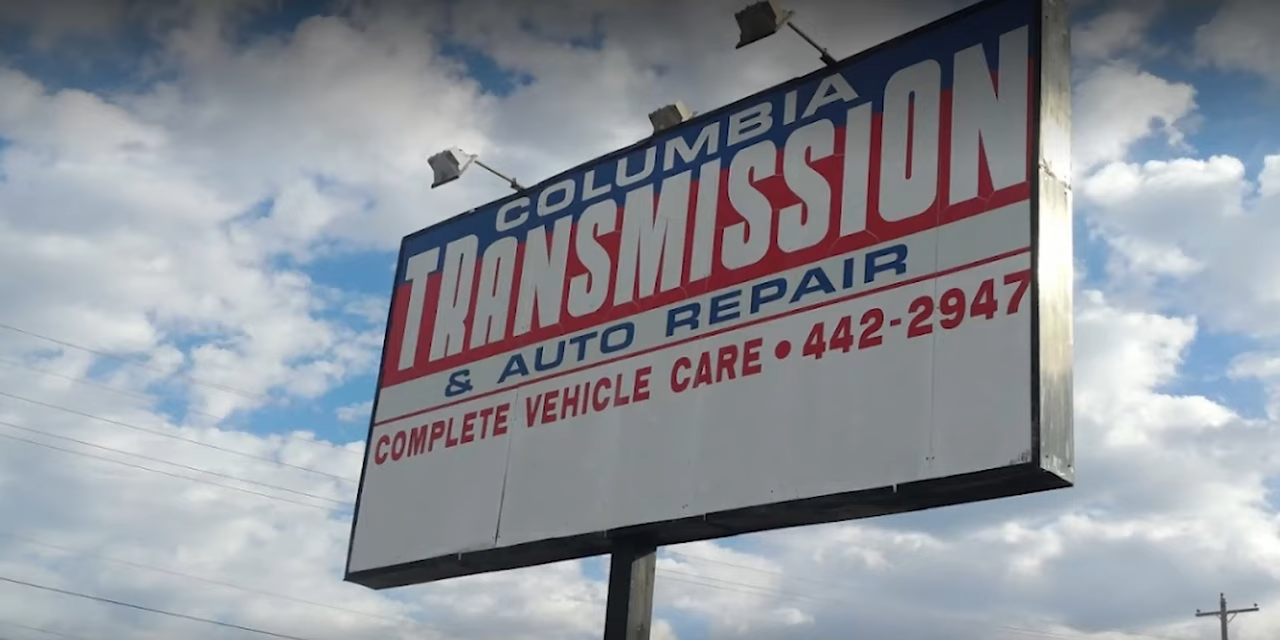 COLUMBIA
TRANSMISSION
& AUTO REPAIR
COMPLETE VEHICLE CARE • 442-2947